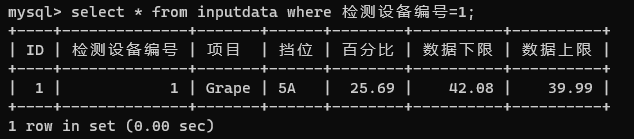 mysql> select * from inputdata where 检测设备编号=1;
+----+--------------+-------+------+--------+----------+----------+
| ID | 检测设备编号 | 项目  | 挡位 | 百分比 | 数据下限 | 数据上限 |
+----+--------------+-------+------+--------+----------+----------+
|  1 |            1 | Grape | 5A   |  25.69 |    42.08 |    39.99 |
+----+--------------+-------+------+--------+----------+----------+
1 row in set (0.00 sec)